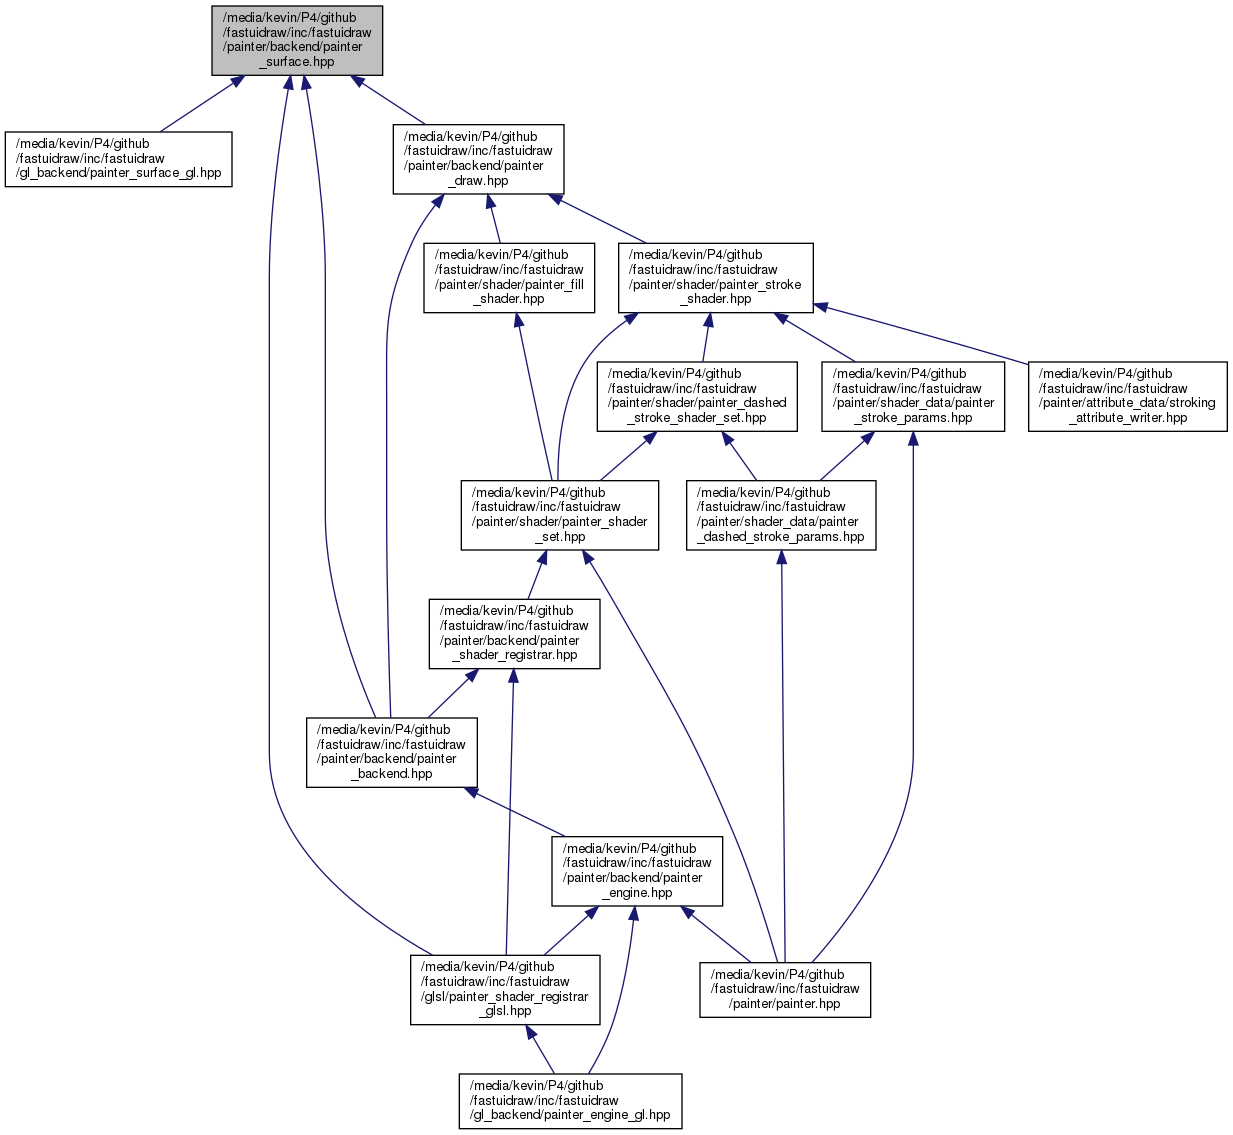 /media/kevin/P4/github
/fastuidraw/inc/fastuidraw
/painter/backend/painter
_surface.hpp
/media/kevin/P4/github
/fastuidraw/inc/fastuidraw
/gl_backend/painter_surface_gl.hpp
/media/kevin/P4/github
/fastuidraw/inc/fastuidraw
/painter/backend/painter
_draw.hpp
/media/kevin/P4/github
/fastuidraw/inc/fastuidraw
/painter/shader/painter_fill
_shader.hpp
/media/kevin/P4/github
/fastuidraw/inc/fastuidraw
/painter/shader/painter_stroke
_shader.hpp
/media/kevin/P4/github
/fastuidraw/inc/fastuidraw
/painter/shader/painter_dashed
_stroke_shader_set.hpp
/media/kevin/P4/github
/fastuidraw/inc/fastuidraw
/painter/shader_data/painter
_stroke_params.hpp
/media/kevin/P4/github
/fastuidraw/inc/fastuidraw
/painter/attribute_data/stroking
_attribute_writer.hpp
/media/kevin/P4/github
/fastuidraw/inc/fastuidraw
/painter/shader/painter_shader
_set.hpp
/media/kevin/P4/github
/fastuidraw/inc/fastuidraw
/painter/shader_data/painter
_dashed_stroke_params.hpp
/media/kevin/P4/github
/fastuidraw/inc/fastuidraw
/painter/backend/painter
_shader_registrar.hpp
/media/kevin/P4/github
/fastuidraw/inc/fastuidraw
/painter/backend/painter
_backend.hpp
/media/kevin/P4/github
/fastuidraw/inc/fastuidraw
/painter/backend/painter
_engine.hpp
/media/kevin/P4/github
/fastuidraw/inc/fastuidraw
/glsl/painter_shader_registrar
_glsl.hpp
/media/kevin/P4/github
/fastuidraw/inc/fastuidraw
/painter/painter.hpp
/media/kevin/P4/github
/fastuidraw/inc/fastuidraw
/gl_backend/painter_engine_gl.hpp